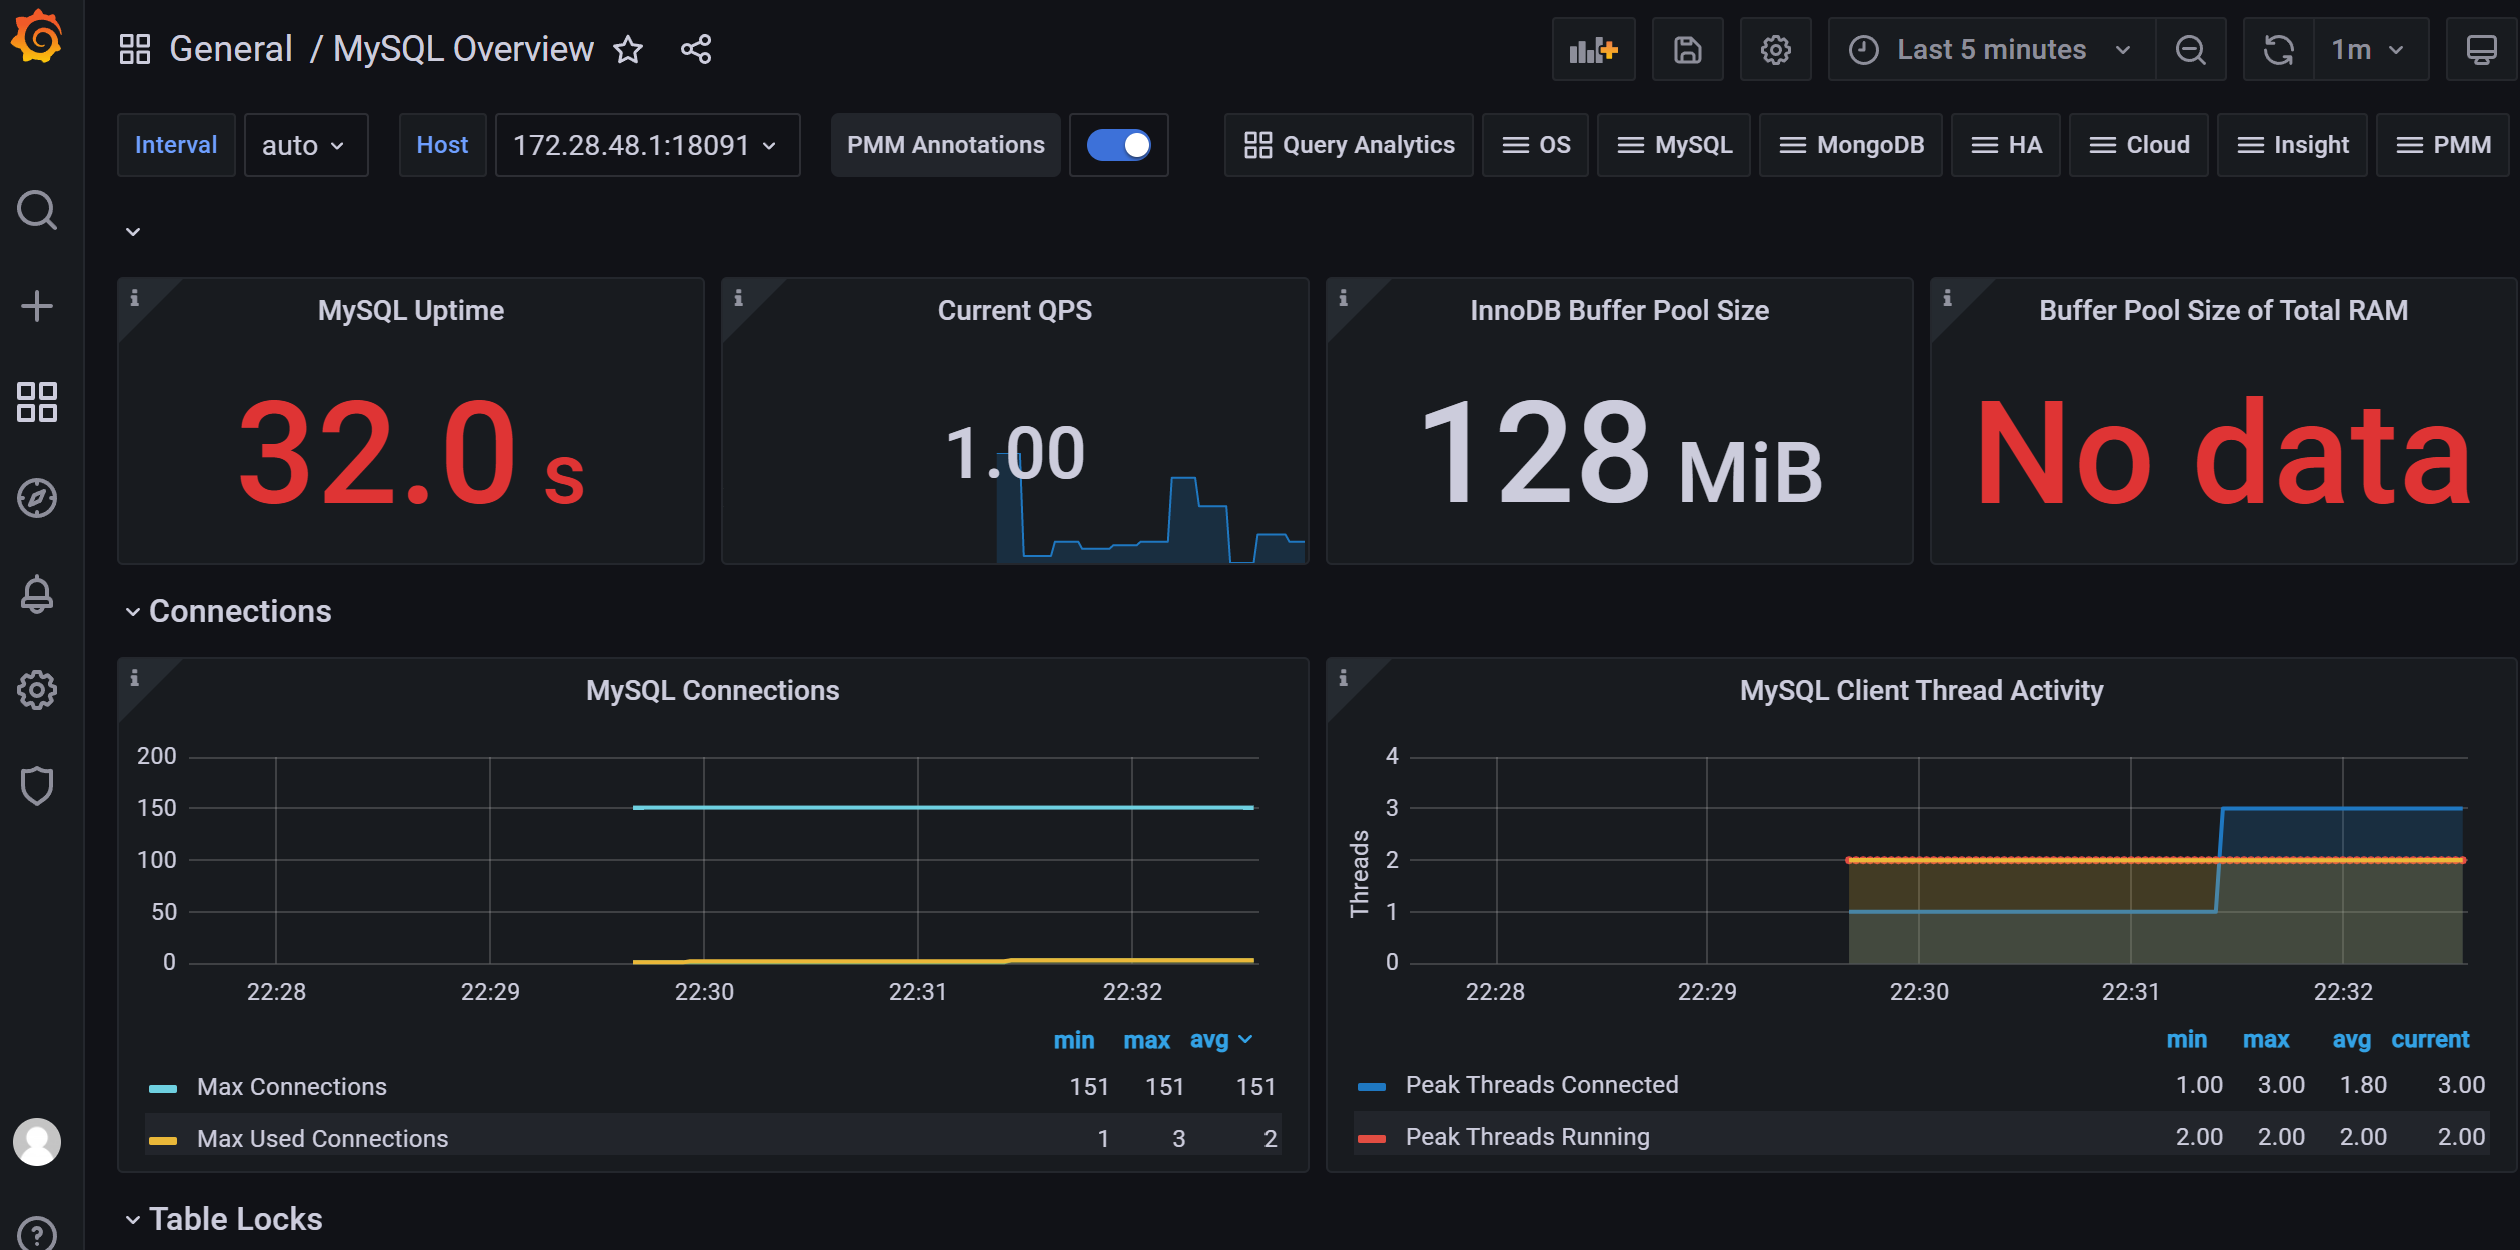 General / MySQL Overview
Last 5 minutes
1m
Interval
auto
Host
172.28.48.1:18091
PMM Annotations
Query Analytics
OS
MySQL
MongoDB
HA
Cloud
Insight
PMM
MySQL Uptime
32.0 s
Current QPS
1.00
InnoDB Buffer Pool Size
128 MiB
Buffer Pool Size of Total RAM
No data
Connections
MySQL Connections
200
150
100
50
0
22:28 22:29 22:30 22:31 22:32
min max avg
Max Connections 151 151 151
Max Used Connections 1 3 2
MySQL Client Thread Activity
Threads
4
3
2
1
0
22:28 22:29 22:30 22:31 22:32
min max avg current
Peak Threads Connected 1.00 3.00 1.80 3.00
Peak Threads Running 2.00 2.00 2.00 2.00
Table Locks